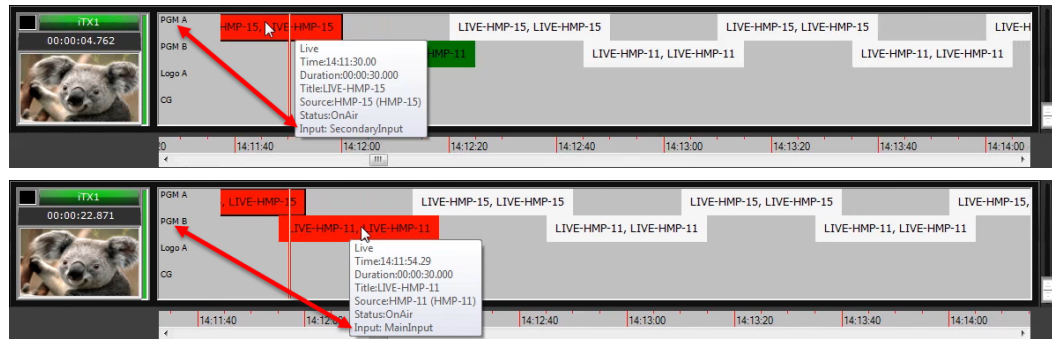 iTX1
00:00:04.762
PGM A
PGM B
Logo A
CG
HMP-15, LIVE-HMP-15
LIVE-HMP-15, LIVE-HMP-15
LIVE-HMP-15, LIVE-HMP-15
LIVE-H
HMP-11
LIVE-HMP-11, LIVE-HMP-11
LIVE-HMP-11, LIVE-HMP-11
Live
Time:14:11:30.00
Duration:00:00:30.000
Title:LIVE-HMP-15
Source:HMP-15 (HMP-15)
Status:OnAir
Input: SecondaryInput
14:11:40 14:12:00 14:12:20 14:12:40 14:13:00 14:13:20 14:13:40 14:14:00
iTX1
00:00:22.871
PGM A
PGM B
Logo A
CG
, LIVE-HMP-15
LIVE-HMP-15, LIVE-HMP-15
LIVE-HMP-15, LIVE-HMP-15
LIVE-HMP-15,
LIVE-HMP-11, LIVE-HMP-11
LIVE-HMP-11, LIVE-HMP-11
LIVE-HMP-11, LIVE-HMP-11
Live
Time:14:11:54.29
Duration:00:00:30.000
Title:LIVE-HMP-11
Source:HMP-11 (HMP-11)
Status:OnAir
Input: MainInput
14:11:40 14:12:00 14:12:40 14:13:00 14:13:20 14:13:40 14:14:00